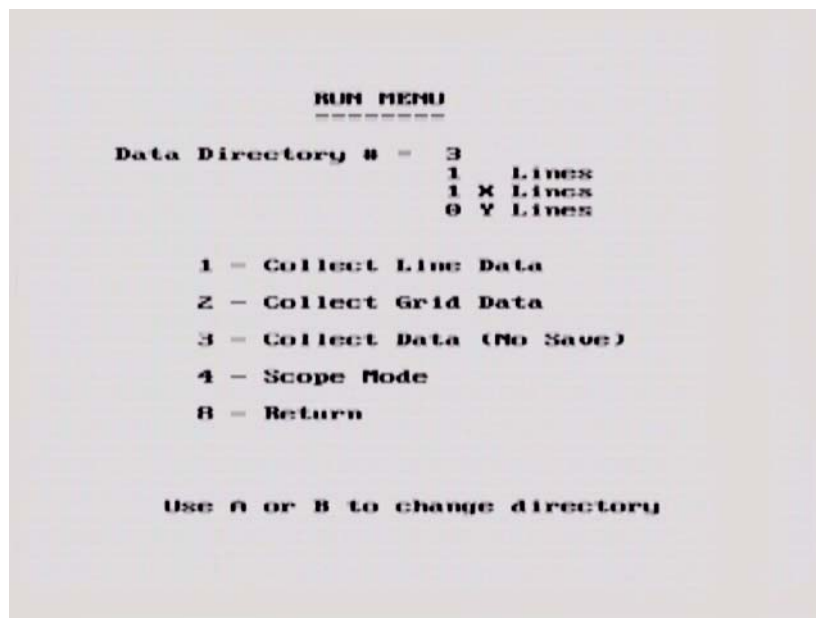 RUN MENU
--------
Data Directory # - 3
1 Lines
1 X Lines
0 Y Lines
1 - Collect Line Data
2 - Collect Grid Data
3 - Collect Data (No Save)
4 - Scope Mode
8 - Return
Use A or B to change directory